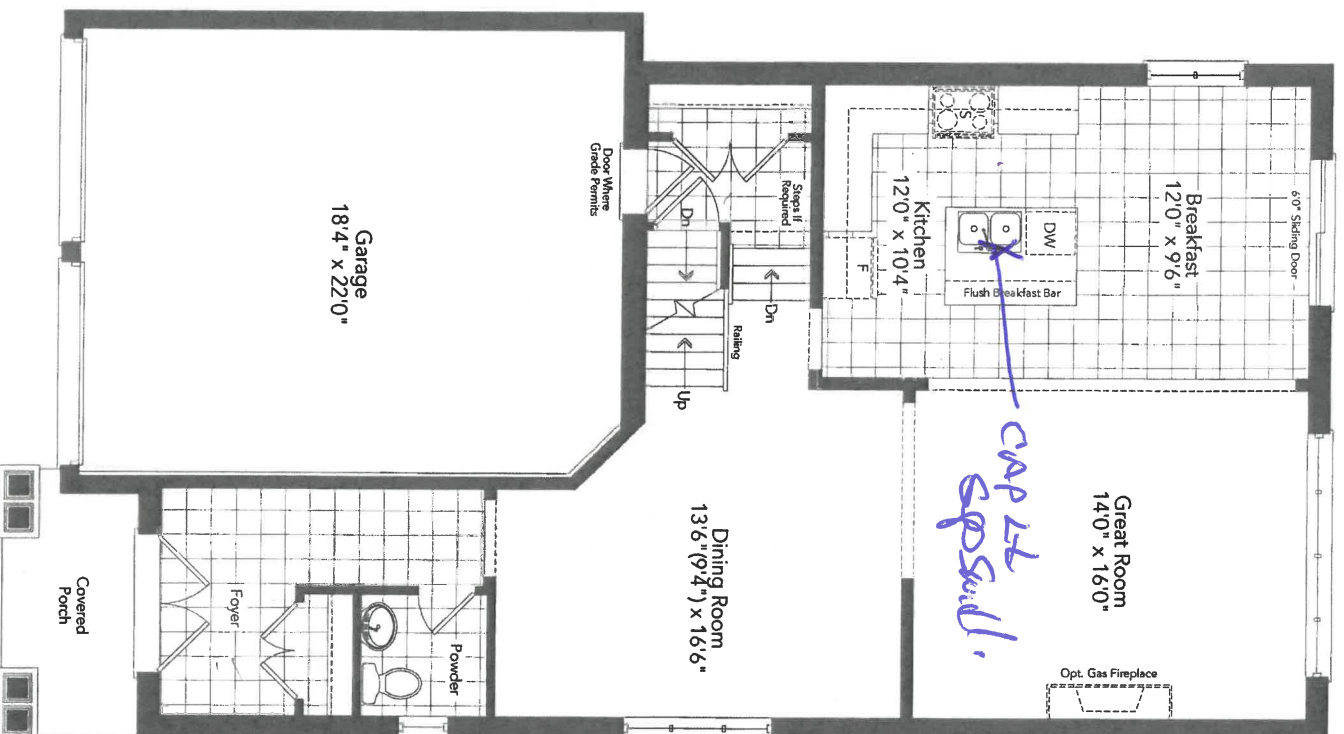 Garage
18'4" x 22'0"
Door Where
Grade Permits
Steps If
Required
Dn
Dn
Railing
Up
Kitchen
12'0" x 10'4"
S
F
DW
Flush Breakfast Bar
Breakfast
12'0" x 9'6"
6'0" Sliding Door
Great Room
14'0" x 16'0"
Opt. Gas Fireplace
Dining Room
13'6"(9'4") x 16'6"
Powder
Foyer
Covered
Porch
CAP it